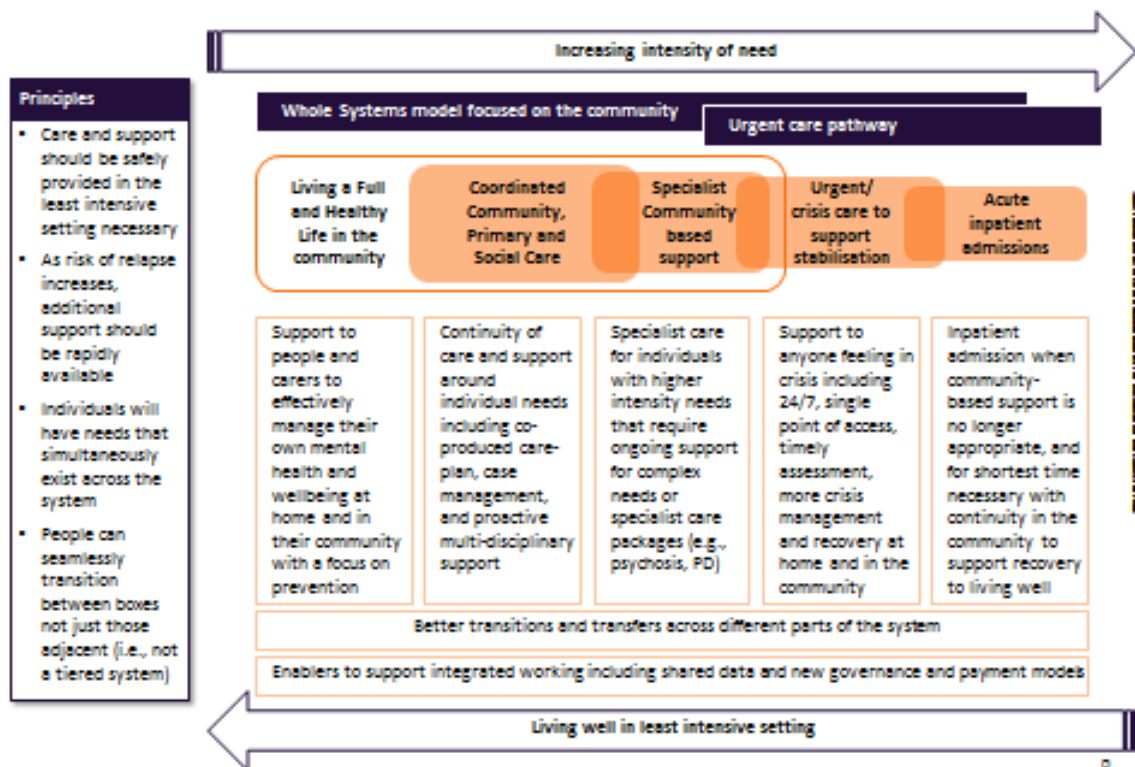 Increasing intensity of need
Principles
▪ Care and support
should be safely
provided in the
least intensive
setting necessary
▪ As risk of relapse
increases,
additional
support should
be rapidly
available
▪ Individuals will
have needs that
simultaneously
exist across the
system
▪ People can
seamlessly
transition
between boxes
not just those
adjacent (i.e., not
a tiered system)
Whole Systems model focused on the community
Urgent care pathway
Living a Full
and Healthy
Life in the
community
Coordinated
Community,
Primary and
Social Care
Specialist
Community
based
support
Urgent/
crisis care to
support
stabilisation
Acute
inpatient
admissions
Support to
people and
carers to
effectively
manage their
own mental
health and
wellbeing at
home and in
their community
with a focus on
prevention
Continuity of
care and support
around
individual needs
including co-
produced care-
plan, case
management,
and proactive
multi-disciplinary
support
Specialist care
for individuals
with higher
intensity needs
that require
ongoing support
for complex
needs or
specialist care
packages (e.g.,
psychosis, PD)
Support to
anyone feeling in
crisis including
24/7, single
point of access,
timely
assessment,
more crisis
management
and recovery at
home and in the
community
Inpatient
admission when
community-
based support is
no longer
appropriate, and
for shortest time
necessary with
continuity in the
community to
support recovery
to living well
Better transitions and transfers across different parts of the system
Enablers to support integrated working including shared data and new governance and payment models
Living well in least intensive setting